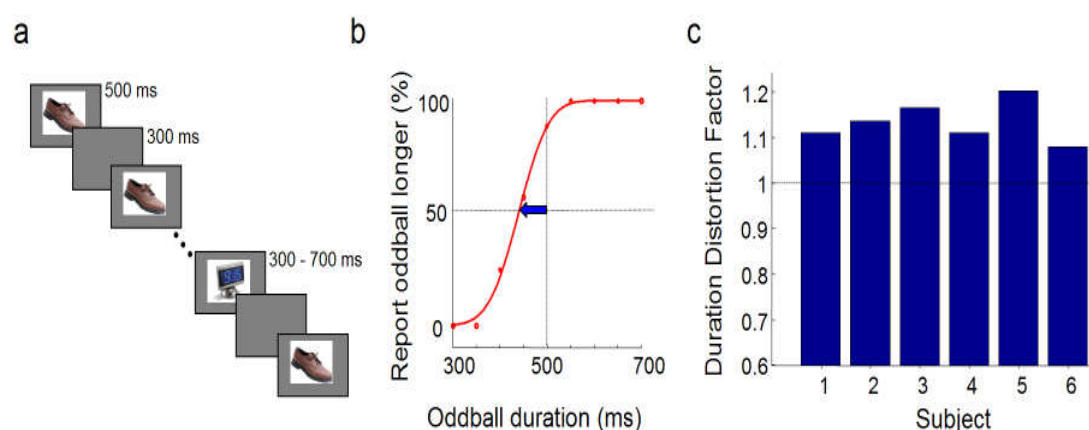 a
500 ms
300 ms
300 - 700 ms
b
Report oddball longer (%)
100
50
0
300 500 700
Oddball duration (ms)
c
Duration Distortion Factor
1.2
1.1
1
0.9
0.8
0.7
0.6
1 2 3 4 5 6
Subject